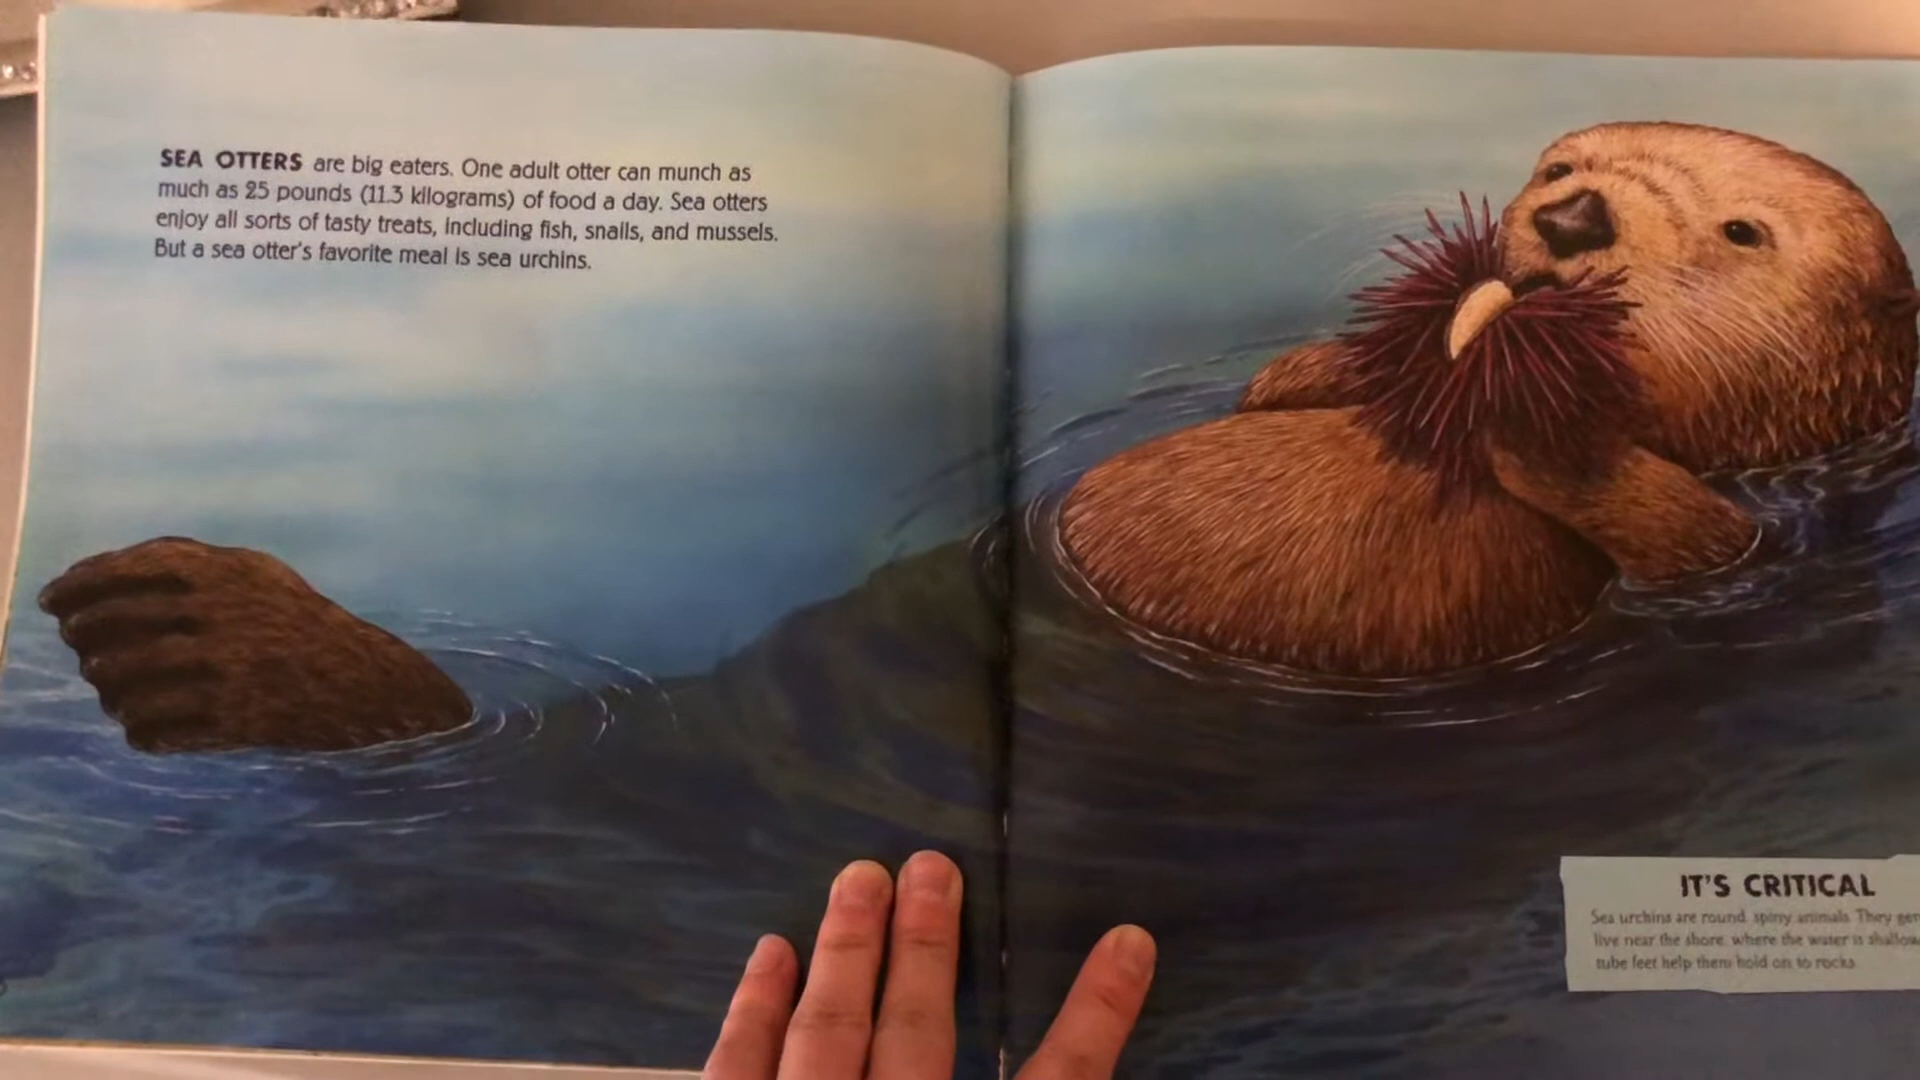 SEA OTTERS are big eaters. One adult otter can munch as
much as 25 pounds (11.3 kilograms) of food a day. Sea otters
enjoy all sorts of tasty treats, including fish, snails, and mussels.
But a sea otter's favorite meal is sea urchins.
IT'S CRITICAL
Sea urchins are round, spiny animals. They
live near the shore, where the water is shallow
tube feet help them hold on to rocks.